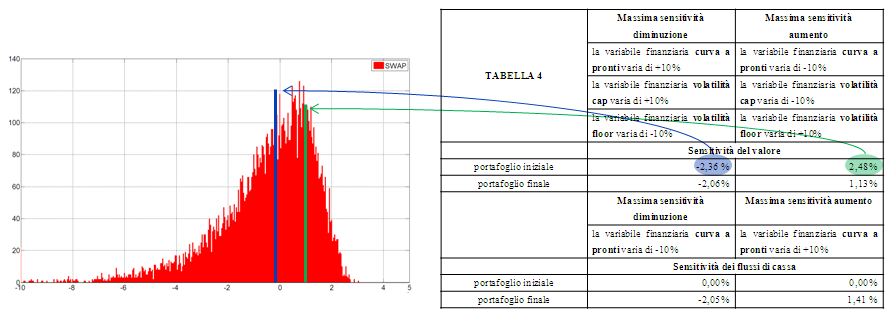 SWAP
140
120
100
80
60
40
20
0
-10 -8 -6 -4 -2 0 2 4 5
TABELLA 4
Massima sensitività
diminuzione
Massima sensitività
aumento
la variabile finanziaria curva a
pronti varia di +10%
la variabile finanziaria curva a
pronti varia di -10%
la variabile finanziaria volatilità
cap varia di +10%
la variabile finanziaria volatilità
cap varia di -10%
la variabile finanziaria volatilità
floor varia di -10%
la variabile finanziaria volatilità
floor varia di +10%
Sensitività del valore
portafoglio iniziale -2,36 % 2,48%
portafoglio finale -2,06% 1,13%
Massima sensitività
diminuzione
Massima sensitività aumento
la variabile finanziaria curva a
pronti varia di -10%
la variabile finanziaria curva a
pronti varia di +10%
Sensitività dei flussi di cassa
portafoglio iniziale 0,00% 0,00%
portafoglio finale -2,05% 1,41 %